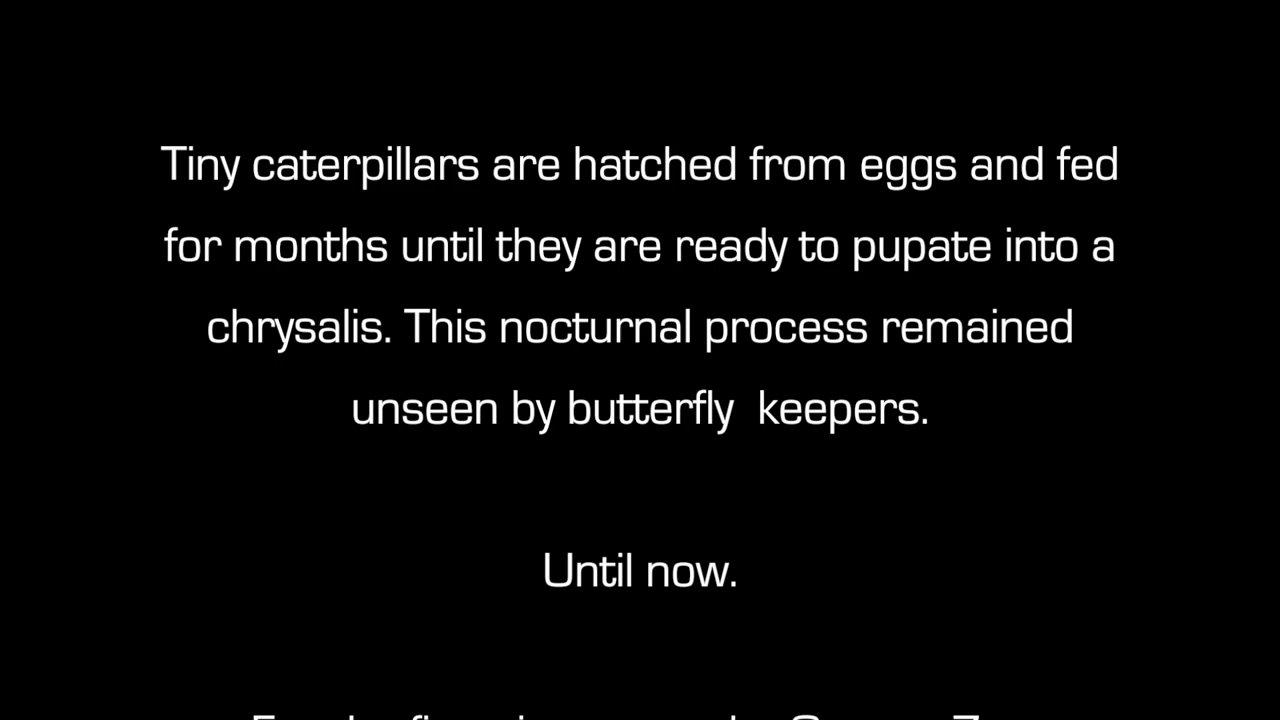 Tiny caterpillars are hatched from eggs and fed
for months until they are ready to pupate into a
chrysalis. This nocturnal process remained
unseen by butterfly  keepers.
Until now.